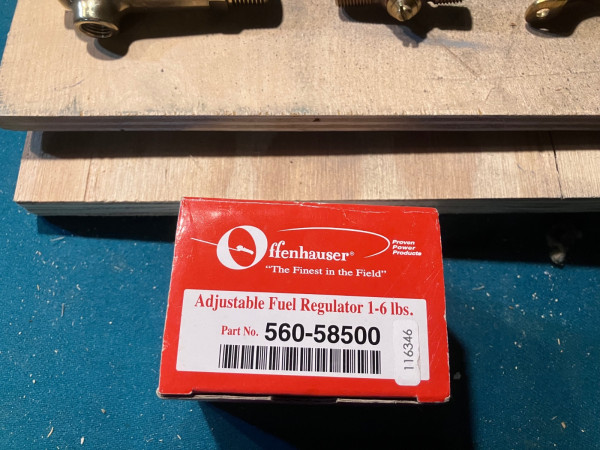 Offenhauser®
Proven
Power
Products
"The Finest in the Field"
Adjustable Fuel Regulator 1-6 lbs.
Part No. 560-58500
116346